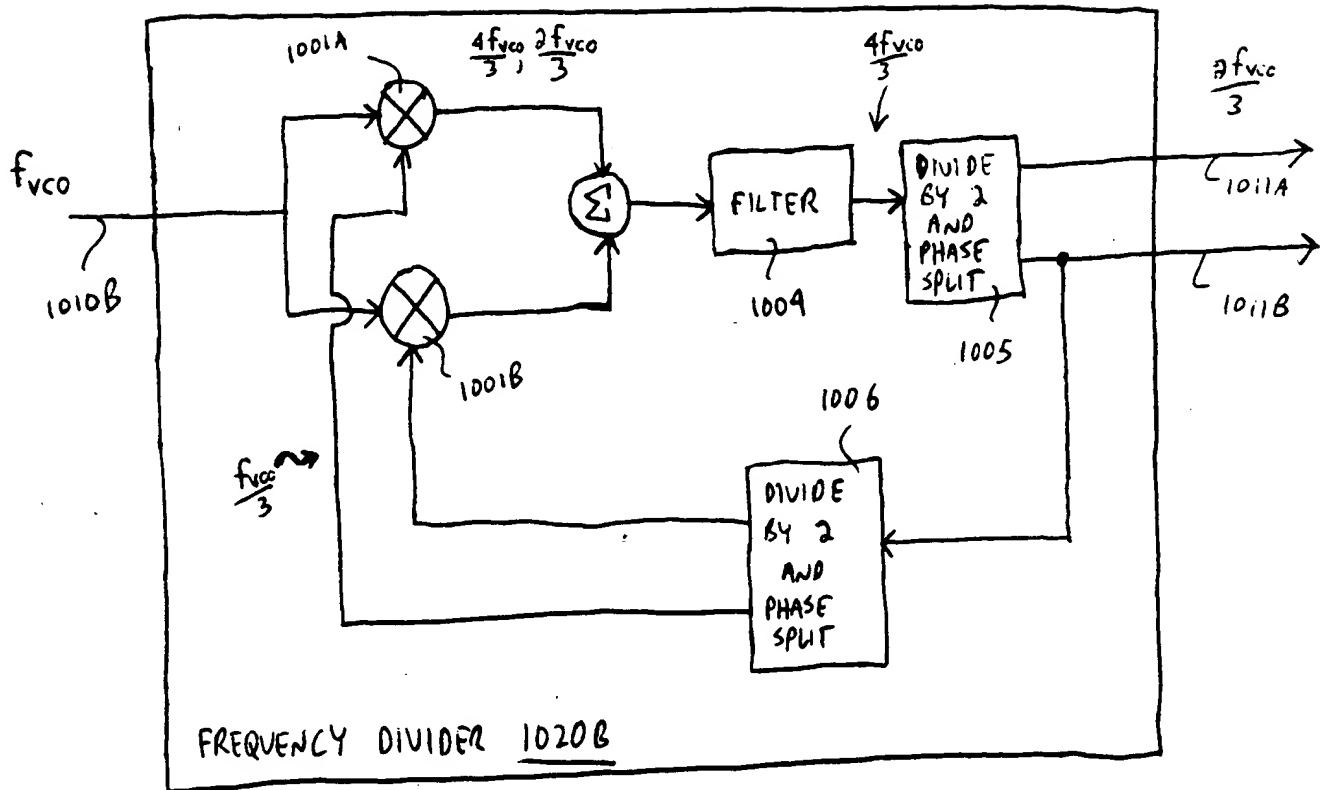 1001A
4fvco/3, 2fvco/3
4fvco/3
2fvco/3
fvco
1010B
Σ
FILTER
1004
DIVIDE
BY 2
AND
PHASE
SPLIT
1005
1011A
1011B
1001B
1006
fvco/3
DIVIDE
BY 2
AND
PHASE
SPLIT
FREQUENCY DIVIDER 1020B